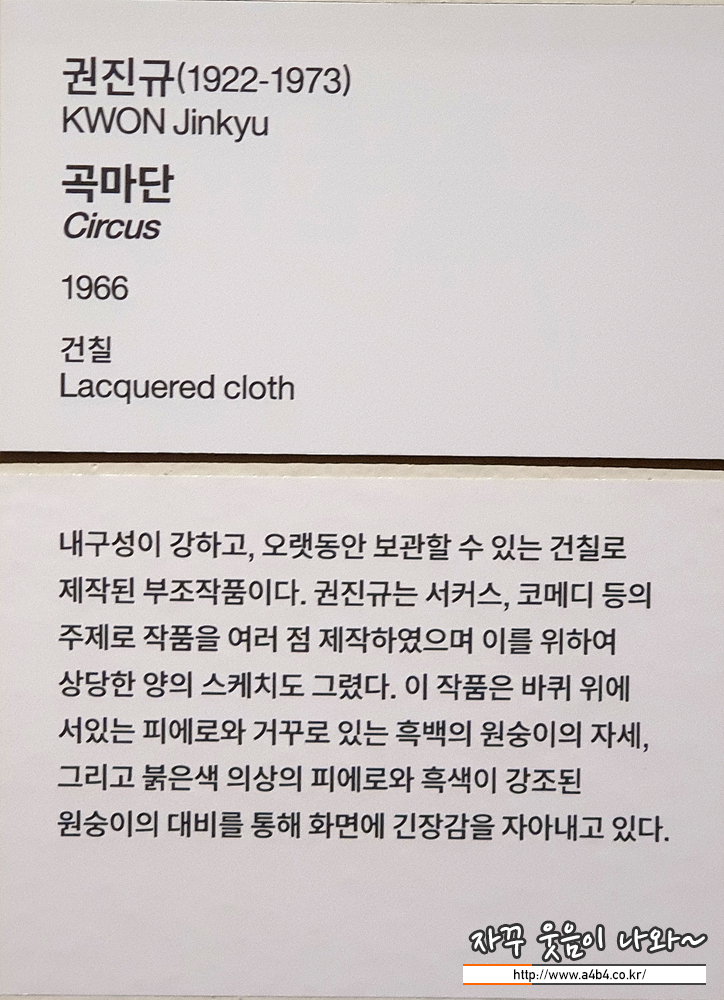 권진규(1922-1973)
KWON Jinkyu
곡마단
Circus
1966
건칠
Lacquered cloth
내구성이 강하고, 오랫동안 보관할 수 있는 건칠로
제작된 부조작품이다. 권진규는 서커스, 코메디 등의
주제로 작품을 여러 점 제작하였으며 이를 위하여
상당한 양의 스케치도 그렸다. 이 작품은 바퀴 위에
서있는 피에로와 거꾸로 있는 흑백의 원숭이의 자세,
그리고 붉은색 의상의 피에로와 흑색이 강조된
원숭이의 대비를 통해 화면에 긴장감을 자아내고 있다.
자꾸 웃음이 나와~
http://www.a4b4.co.kr/